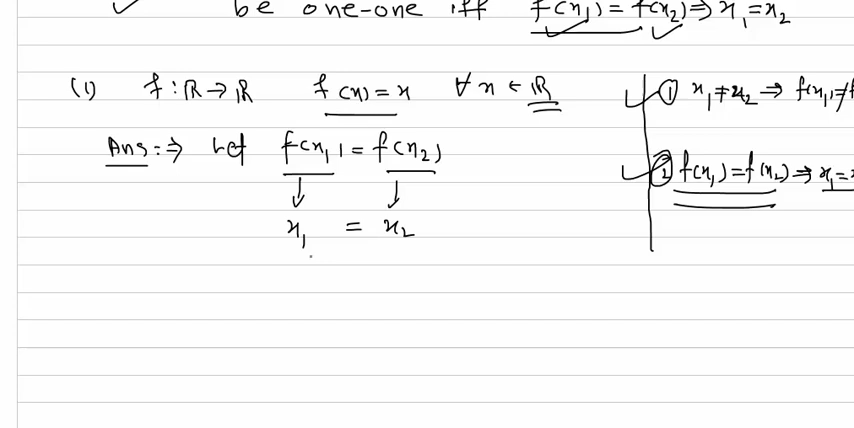 be one-one iff f(x₁) = f(x₂) ⇒ x₁ = x₂
(1) f : ℝ → ℝ f(x) = x ∀ x ∈ ℝ
① x₁ ≠ x₂ ⇒ f(x₁) ≠ f
Ans :⇒ Let f(x₁) = f(x₂)
② f(x₁) = f(x₂) ⇒ x₁ =
↓ ↓
x₁ = x₂